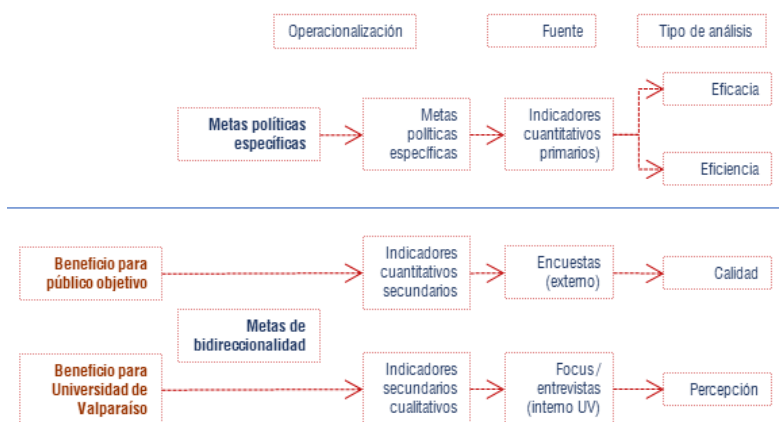 Operacionalización
Fuente
Tipo de análisis
Metas políticas
específicas
Metas
políticas
específicas
Indicadores
cuantitativos
primarios)
Eficacia
Eficiencia
Beneficio para
público objetivo
Indicadores
cuantitativos
secundarios
Encuestas
(externo)
Calidad
Metas de
bidireccionalidad
Beneficio para
Universidad de
Valparaíso
Indicadores
secundarios
cualitativos
Focus /
entrevistas
(interno UV)
Percepción